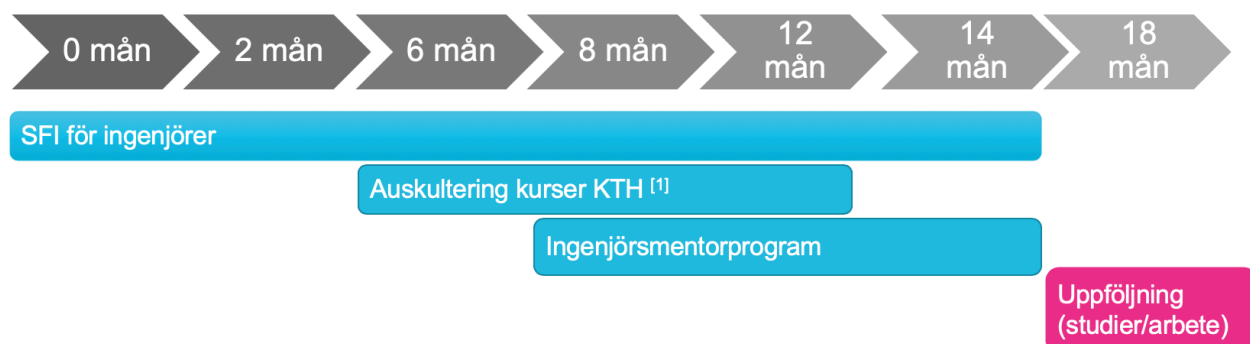 0 mån
2 mån
6 mån
8 mån
12
mån
14
mån
18
mån
SFI för ingenjörer
Auskultering kurser KTH [1]
Ingenjörsmentorprogram
Uppföljning
(studier/arbete)